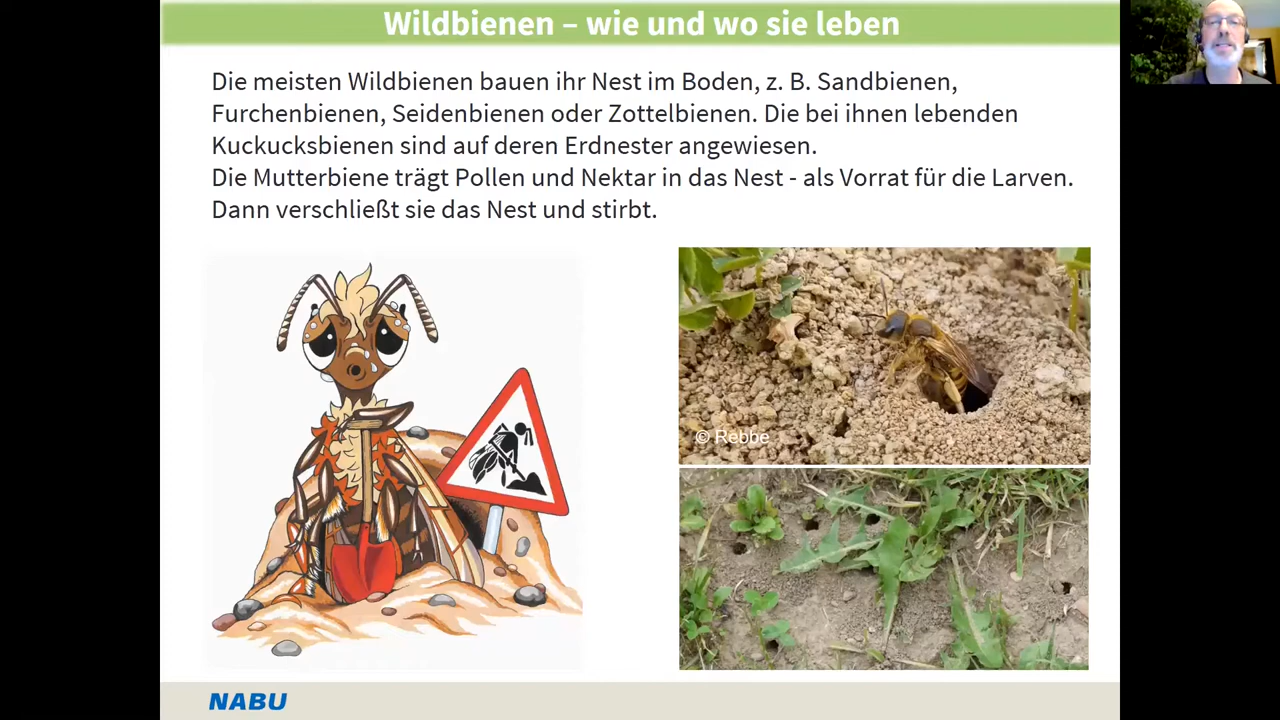 Wildbienen – wie und wo sie leben
Die meisten Wildbienen bauen ihr Nest im Boden, z. B. Sandbienen,
Furchenbienen, Seidenbienen oder Zottelbienen. Die bei ihnen lebenden
Kuckucksbienen sind auf deren Erdnester angewiesen.
Die Mutterbiene trägt Pollen und Nektar in das Nest - als Vorrat für die Larven.
Dann verschließt sie das Nest und stirbt.
© Rebbe
NABU